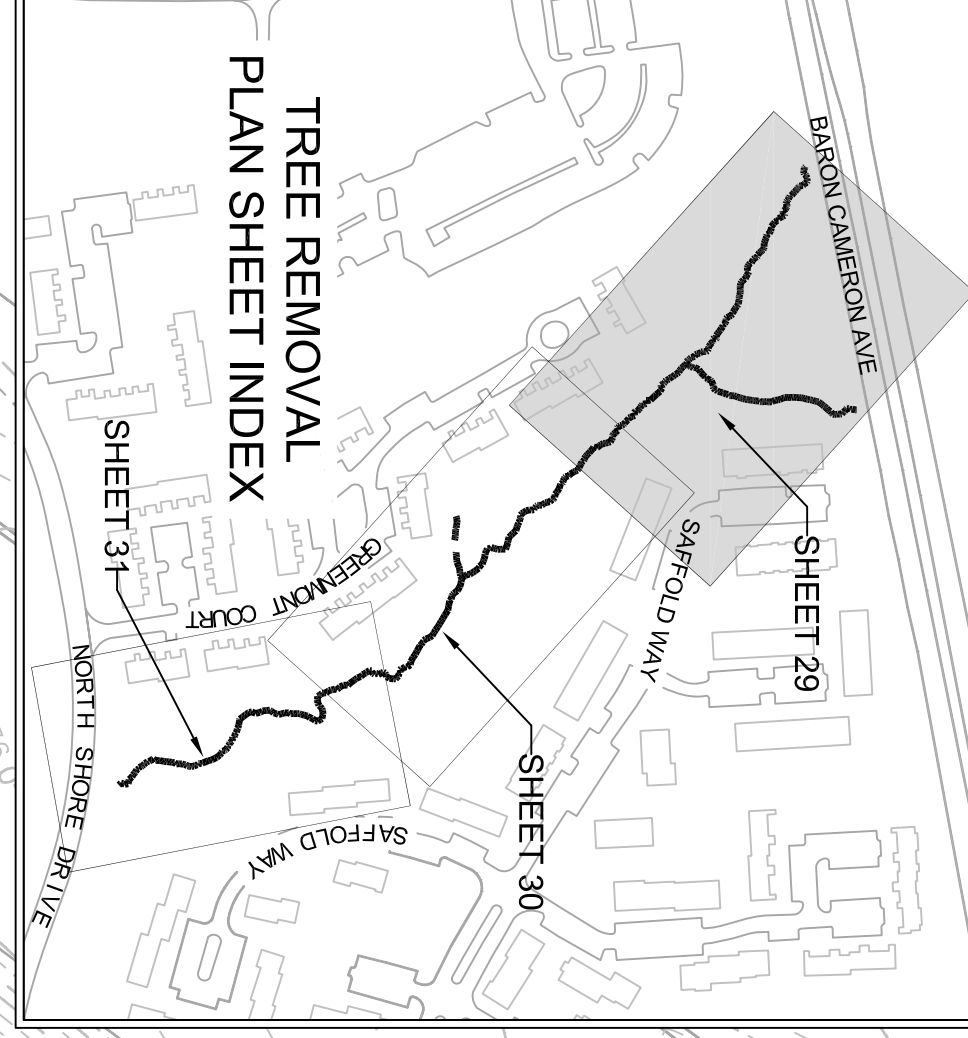 TREE REMOVAL
PLAN SHEET INDEX
BARON CAMERON AVE
SHEET 29
SAFFOLD WAY
SHEET 30
GREENMONT COURT
SHEET 31
NORTH SHORE DRIVE
SAFFOLD WAY